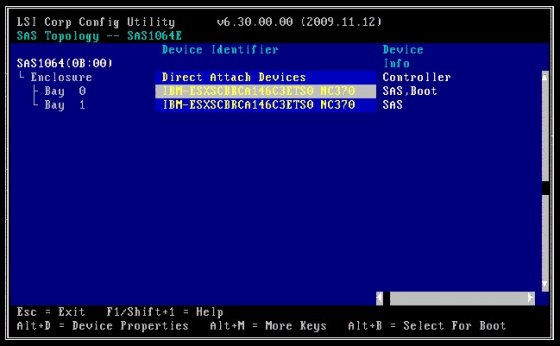 LSI Corp Config Utility v6.30.00.00 (2009.11.12)
SAS Topology -- SAS1064E
Device Identifier Device
Info
SAS1064(0B:00) Controller
Enclosure Direct Attach Devices
Bay 0 IBM-ESXSCBRCA146C3ETS0 NC370 SAS,Boot
Bay 1 IBM-ESXSCBRCA146C3ETS0 NC370 SAS
Esc = Exit F1/Shift+1 = Help
Alt+D = Device Properties Alt+M = More Keys Alt+B = Select For Boot